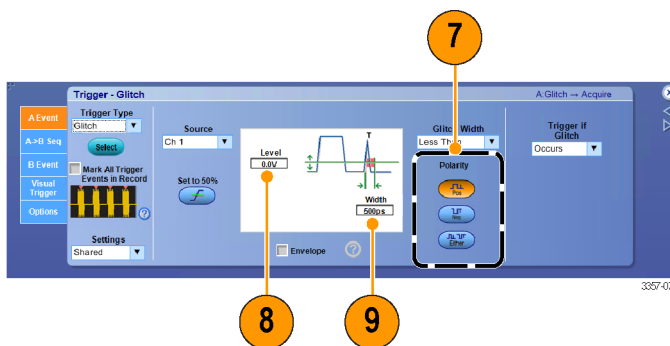 7
Trigger - Glitch
A:Glitch → Acquire
A Event
A->B Seq
B Event
Visual
Trigger
Options
Trigger Type
Glitch
Select
Mark All Trigger
Events in Record
Settings
Shared
Source
Ch 1
Set to 50%
Level
0.0V
T
Width
500ps
Envelope
Glitch Width
Less Than
Polarity
Pos
Neg
Either
Trigger if
Glitch
Occurs
8
9